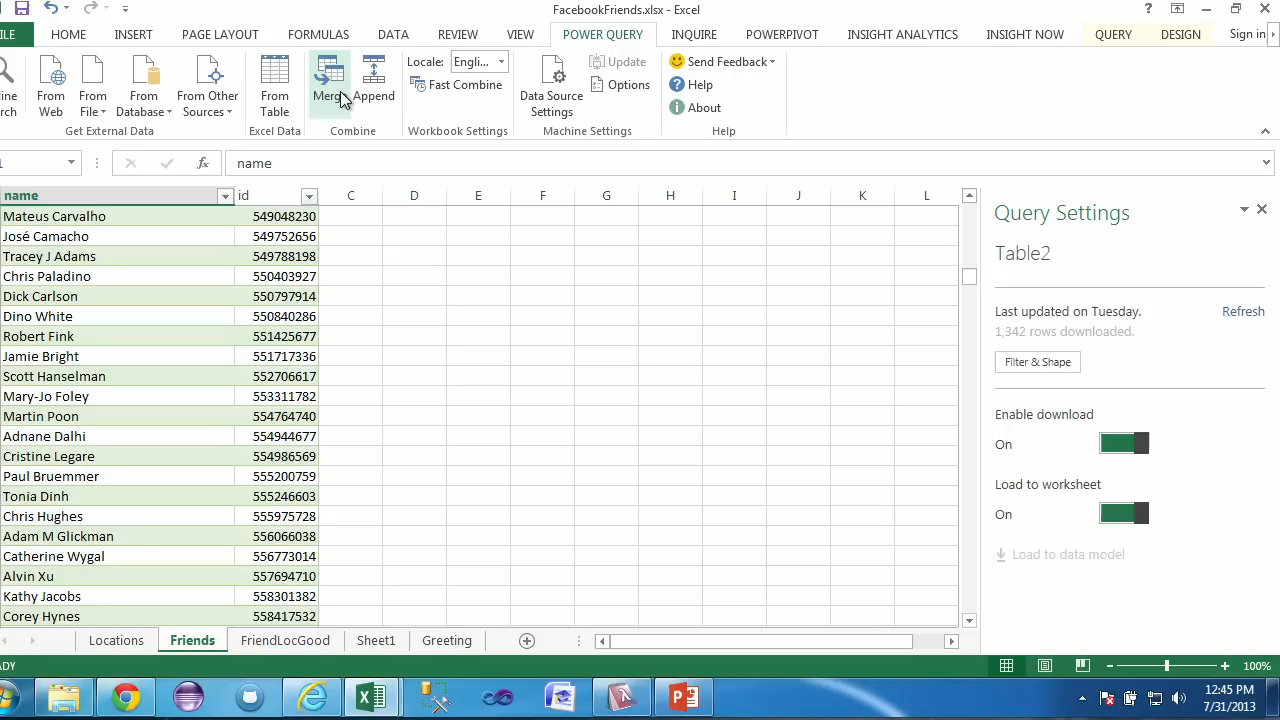 FacebookFriends.xlsx - Excel
?
FILE HOME INSERT PAGE LAYOUT FORMULAS DATA REVIEW VIEW POWER QUERY INQUIRE POWERPIVOT INSIGHT ANALYTICS INSIGHT NOW QUERY DESIGN Sign in
From Web
From File
From Database
From Other Sources
From Table
Merge
Append
Locale: Engli...
Fast Combine
Data Source Settings
Update
Options
Send Feedback
Help
About
Get External Data Excel Data Combine Workbook Settings Machine Settings Help
fx name
name id C D E F G H I J K L
Mateus Carvalho 549048230
José Camacho 549752656
Tracey J Adams 549788198
Chris Paladino 550403927
Dick Carlson 550797914
Dino White 550840286
Robert Fink 551425677
Jamie Bright 551717336
Scott Hanselman 552706617
Mary-Jo Foley 553311782
Martin Poon 554764740
Adnane Dalhi 554944677
Cristine Legare 554986569
Paul Bruemmer 555200759
Tonia Dinh 555246603
Chris Hughes 555975728
Adam M Glickman 556066038
Catherine Wygal 556773014
Alvin Xu 557694710
Kathy Jacobs 558301382
Corey Hynes 558417532
Query Settings
Table2
Last updated on Tuesday. Refresh
1,342 rows downloaded.
Filter & Shape
Enable download
On
Load to worksheet
On
Load to data model
Locations Friends FriendLocGood Sheet1 Greeting
100%
12:45 PM
7/31/2013